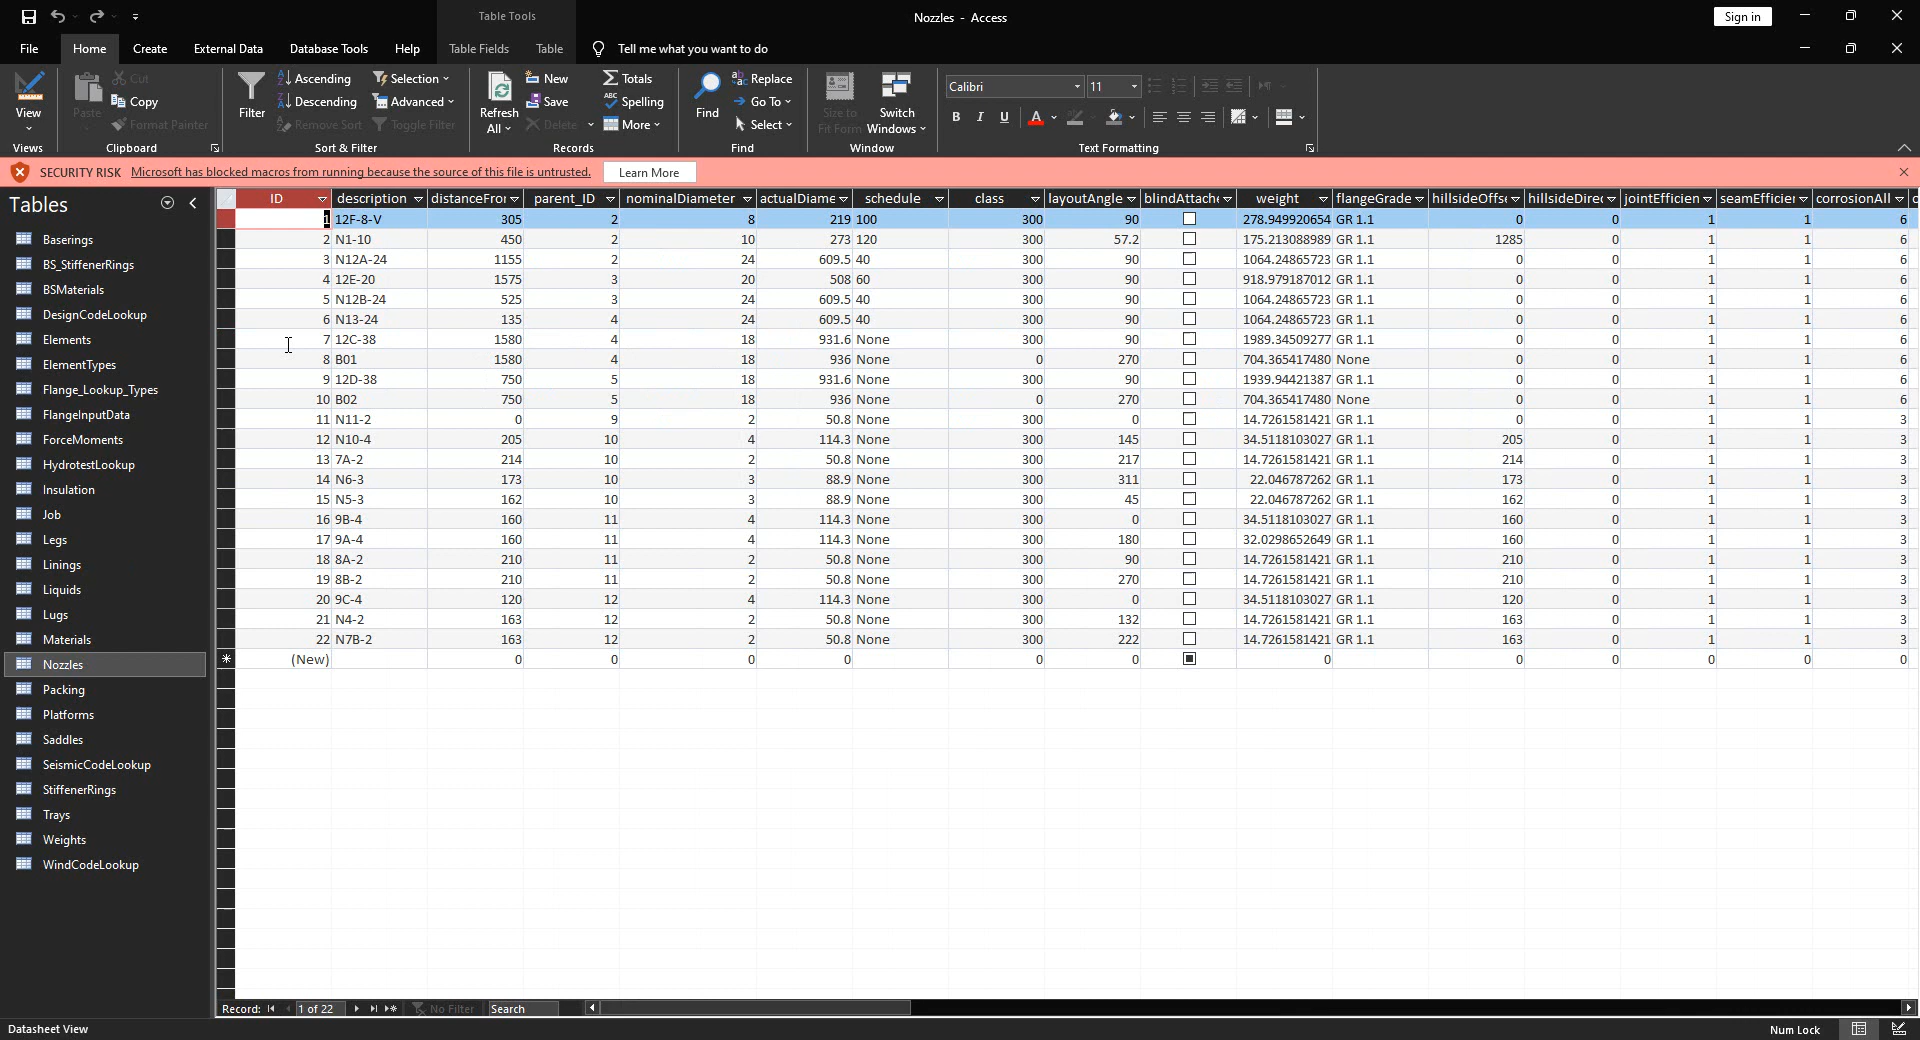 Table Tools
Nozzles - Access
Sign in
File Home Create External Data Database Tools Help Table Fields Table Tell me what you want to do
View
Views
Paste
Cut
Copy
Format Painter
Clipboard
Filter
Ascending
Descending
Remove Sort
Selection
Advanced
Toggle Filter
Sort & Filter
Refresh
All
New
Save
Delete
Totals
Spelling
More
Records
Find
Replace
Go To
Select
Find
Size to
Fit Form
Switch
Windows
Window
Calibri 11
B I U A
Text Formatting
SECURITY RISK Microsoft has blocked macros from running because the source of this file is untrusted. Learn More
Tables
Baserings
BS_StiffenerRings
BSMaterials
DesignCodeLookup
Elements
ElementTypes
Flange_Lookup_Types
FlangeInputData
ForceMoments
HydrotestLookup
Insulation
Job
Legs
Linings
Liquids
Lugs
Materials
Nozzles
Packing
Platforms
Saddles
SeismicCodeLookup
StiffenerRings
Trays
Weights
WindCodeLookup
ID description distanceFror parent_ID nominalDiameter actualDiame schedule class layoutAngle blindAttache weight flangeGrade hillsideOffse hillsideDirec jointEfficien seamEfficier corrosionAll
1 12F-8-V 305 2 8 219 100 300 90 278.949920654 GR 1.1 0 0 1 1 6
2 N1-10 450 2 10 273 120 300 57.2 175.213088989 GR 1.1 1285 0 1 1 6
3 N12A-24 1155 2 24 609.5 40 300 90 1064.24865723 GR 1.1 0 0 1 1 6
4 12E-20 1575 3 20 508 60 300 90 918.979187012 GR 1.1 0 0 1 1 6
5 N12B-24 525 3 24 609.5 40 300 90 1064.24865723 GR 1.1 0 0 1 1 6
6 N13-24 135 4 24 609.5 40 300 90 1064.24865723 GR 1.1 0 0 1 1 6
7 12C-38 1580 4 18 931.6 None 300 90 1989.34509277 GR 1.1 0 0 1 1 6
8 B01 1580 4 18 936 None 0 270 704.365417480 None 0 0 1 1 6
9 12D-38 750 5 18 931.6 None 300 90 1939.94421387 GR 1.1 0 0 1 1 6
10 B02 750 5 18 936 None 0 270 704.365417480 None 0 0 1 1 6
11 N11-2 0 9 2 50.8 None 300 0 14.7261581421 GR 1.1 0 0 1 1 3
12 N10-4 205 10 4 114.3 None 300 145 34.5118103027 GR 1.1 205 0 1 1 3
13 7A-2 214 10 2 50.8 None 300 217 14.7261581421 GR 1.1 214 0 1 1 3
14 N6-3 173 10 3 88.9 None 300 311 22.046787262 GR 1.1 173 0 1 1 3
15 N5-3 162 10 3 88.9 None 300 45 22.046787262 GR 1.1 162 0 1 1 3
16 9B-4 160 11 4 114.3 None 300 0 34.5118103027 GR 1.1 160 0 1 1 3
17 9A-4 160 11 4 114.3 None 300 180 32.0298652649 GR 1.1 160 0 1 1 3
18 8A-2 210 11 2 50.8 None 300 90 14.7261581421 GR 1.1 210 0 1 1 3
19 8B-2 210 11 2 50.8 None 300 270 14.7261581421 GR 1.1 210 0 1 1 3
20 9C-4 120 12 4 114.3 None 300 0 34.5118103027 GR 1.1 120 0 1 1 3
21 N4-2 163 12 2 50.8 None 300 132 14.7261581421 GR 1.1 163 0 1 1 3
22 N7B-2 163 12 2 50.8 None 300 222 14.7261581421 GR 1.1 163 0 1 1 3
(New) 0 0 0 0 0 0 0 0 0 0 0 0
Record: 1 of 22 No Filter Search
Datasheet View
Num Lock